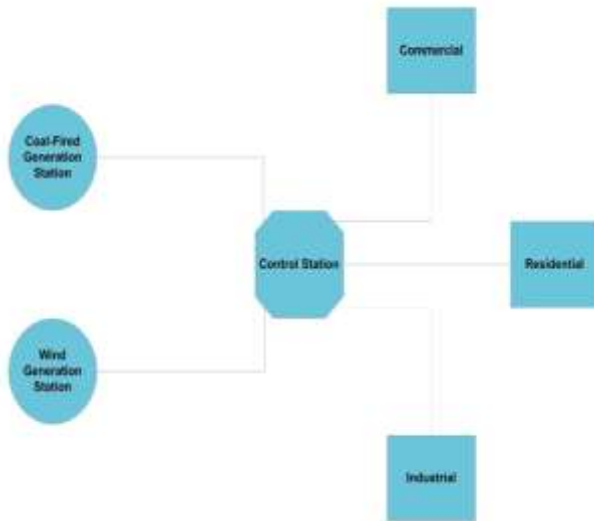 Commercial
Coal-Fired
Generation
Station
Control Station
Residential
Wind
Generation
Station
Industrial